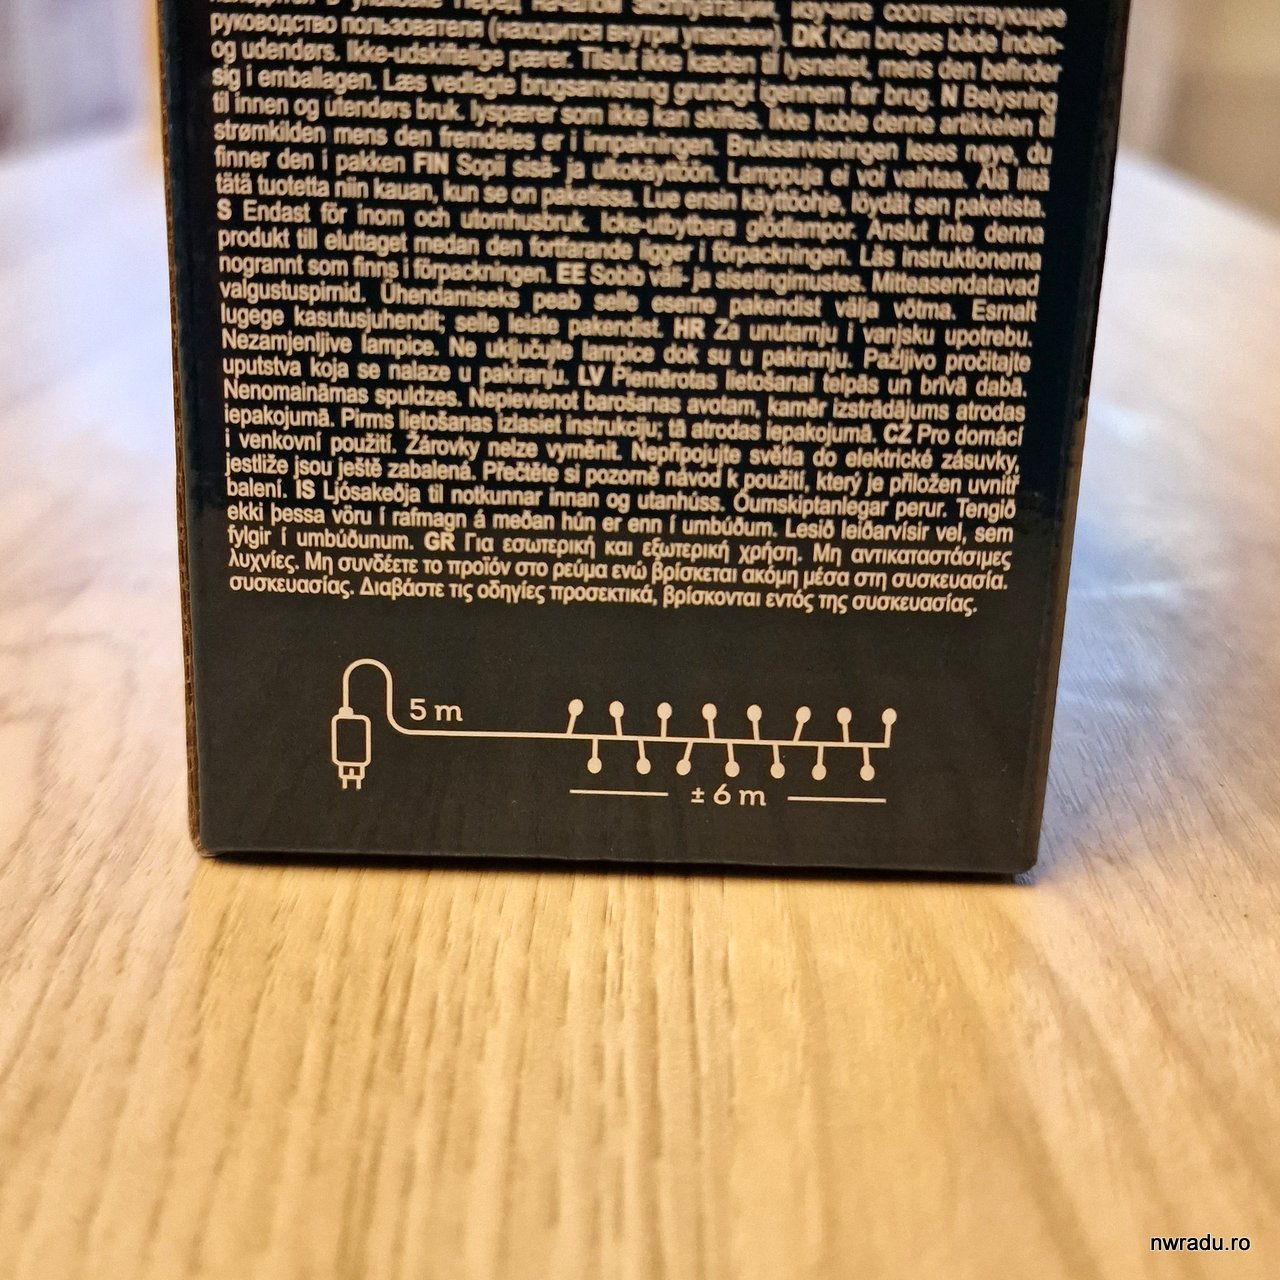 находится в упаковке Перед началом эксплуатации, изучите соответствующее
руководство пользователя (находится внутри упаковки). DK Kan bruges både inden-
og udendørs. Ikke-udskiftelige pærer. Tilslut ikke kæden til lysnettet, mens den befinder
sig i emballagen. Læs vedlagte brugsanvisning grundigt igennem før brug. N Belysning
til innen og utendørs bruk. lyspærer som ikke kan skiftes. Ikke koble denne artikkelen til
strømkilden mens den fremdeles er i innpakningen. Bruksanvisningen leses nøye, du
finner den i pakken FIN Sopii sisä- ja ulkokäyttöön. Lamppuja ei voi vaihtaa. Älä liitä
tätä tuotetta niin kauan, kun se on paketissa. Lue ensin käyttöohje, löydät sen paketista.
S Endast för inom och utomhusbruk. Icke-utbytbara glödlampor. Anslut inte denna
produkt till eluttaget medan den fortfarande ligger i förpackningen. Läs instruktionerna
nogrannt som finns i förpackningen. EE Sobib väli- ja sisetingimustes. Mitteasendatavad
valgustuspirnid. Ühendamiseks peab selle eseme pakendist välja võtma. Esmalt
lugege kasutusjuhendit; selle leiate pakendist. HR Za unutarnju i vanjsku upotrebu.
Nezamjenljive lampice. Ne uključujte lampice dok su u pakiranju. Pažljivo pročitajte
uputstva koja se nalaze u pakiranju. LV Piemērotas lietošanai telpās un brīvā dabā.
Nenomaināmas spuldzes. Nepievienot barošanas avotam, kamēr izstrādājums atrodas
iepakojumā. Pirms lietošanas izlasiet instrukciju; tā atrodas iepakojumā. CZ Pro domácí
i venkovní použití. Žárovky nelze vyměnit. Nepřipojujte světla do elektrické zásuvky,
jestliže jsou ještě zabalená. Přečtěte si pozorně návod k použití, který je přiložen uvnitř
balení. IS Ljósakeðja til notkunnar innan og utanhúss. Óumskiptanlegar perur. Tengið
ekki þessa vöru í rafmagn á meðan hún er enn í umbúðum. Lesið leiðarvísir vel, sem
fylgir í umbúðunum. GR Για εσωτερική και εξωτερική χρήση. Μη αντικαταστάσιμες
λυχνίες. Μη συνδέετε το προϊόν στο ρεύμα ενώ βρίσκεται ακόμη μέσα στη συσκευασία.
συσκευασίας. Διαβάστε τις οδηγίες προσεκτικά, βρίσκονται εντός της συσκευασίας.
5 m
± 6 m
nwradu.ro